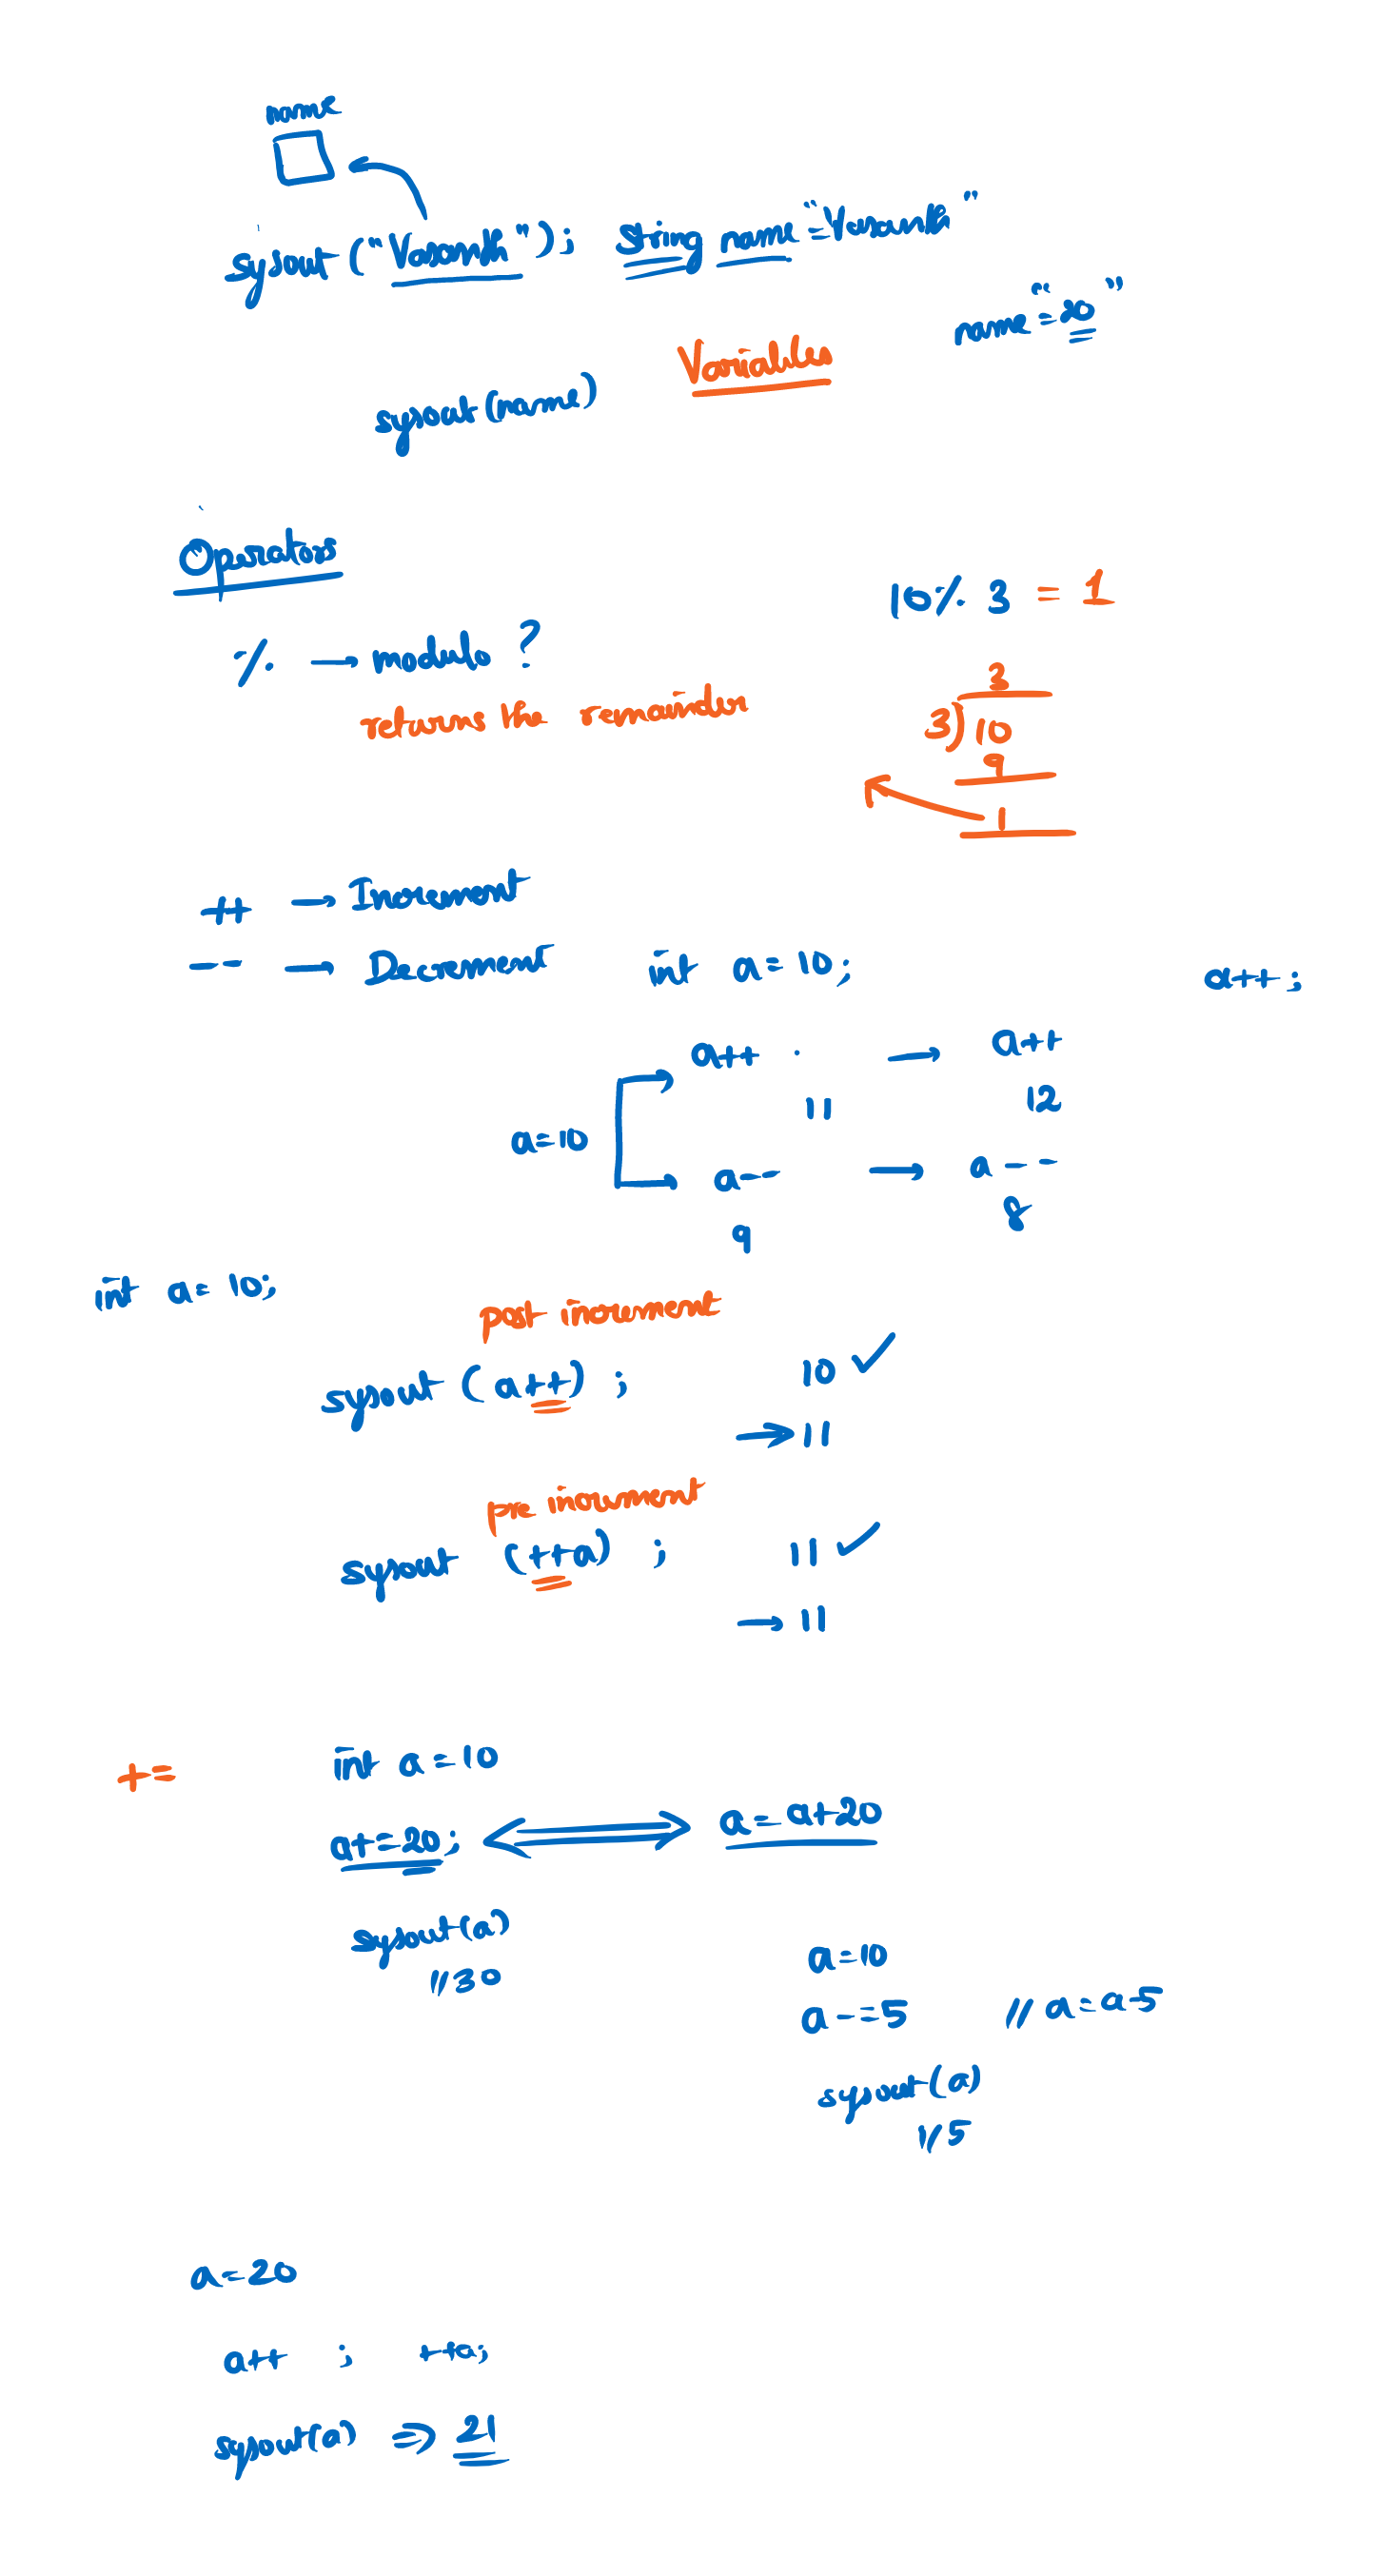 name
sysout ("Vasanth"); String name = "Vasanth"
name = "20"
Variables
sysout (name)
Operators
10 % 3 = 1
% → modulo ?
returns the remainder
3
3) 10
9
1
++ → Increment
-- → Decrement
int a = 10;
a++;
a++ → a++
11 12
a=10
a-- → a--
9 8
int a = 10;
post increment
sysout (a++) ; 10 ✓
→ 11
pre increment
sysout (++a) ; 11 ✓
→ 11
+= int a = 10
a+=20; ⟺ a = a+20
sysout(a)
//30
a=10
a-=5 // a=a-5
sysout(a)
//5
a=20
a++ ; ++a;
sysout(a) ⇒ 21